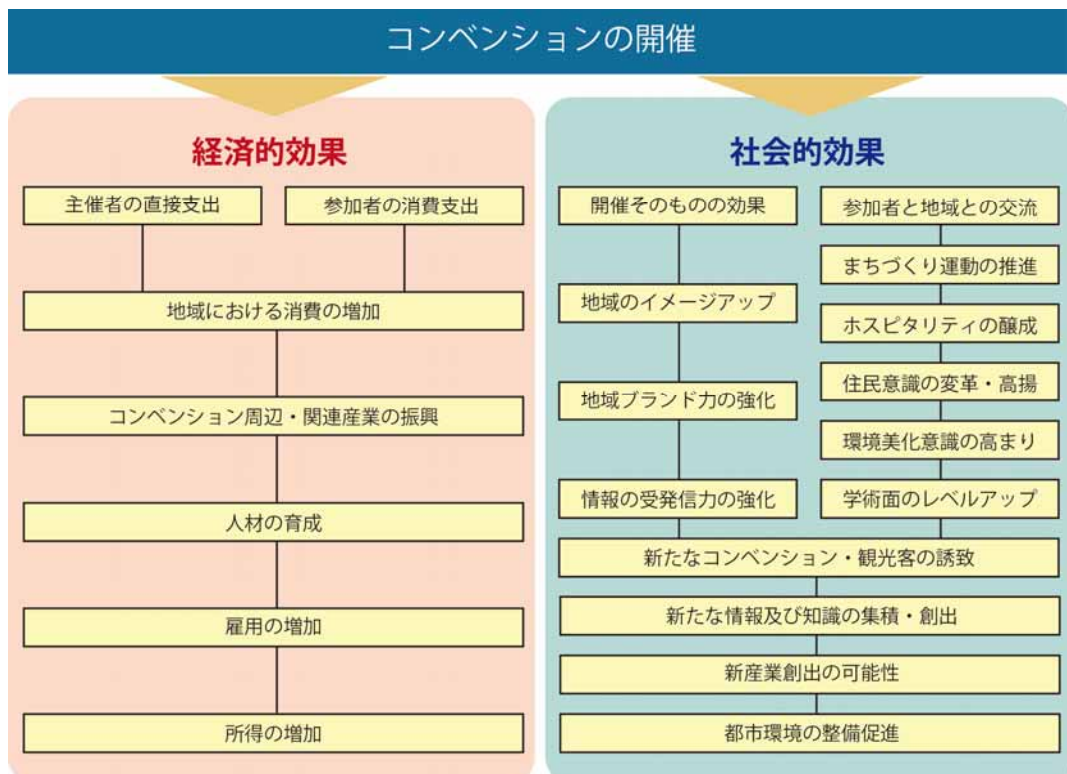 コンベンションの開催
経済的効果
主催者の直接支出
参加者の消費支出
地域における消費の増加
コンベンション周辺・関連産業の振興
人材の育成
雇用の増加
所得の増加
社会的効果
開催そのものの効果
地域のイメージアップ
地域ブランド力の強化
情報の受発信力の強化
参加者と地域との交流
まちづくり運動の推進
ホスピタリティの醸成
住民意識の変革・高揚
環境美化意識の高まり
学術面のレベルアップ
新たなコンベンション・観光客の誘致
新たな情報及び知識の集積・創出
新産業創出の可能性
都市環境の整備促進